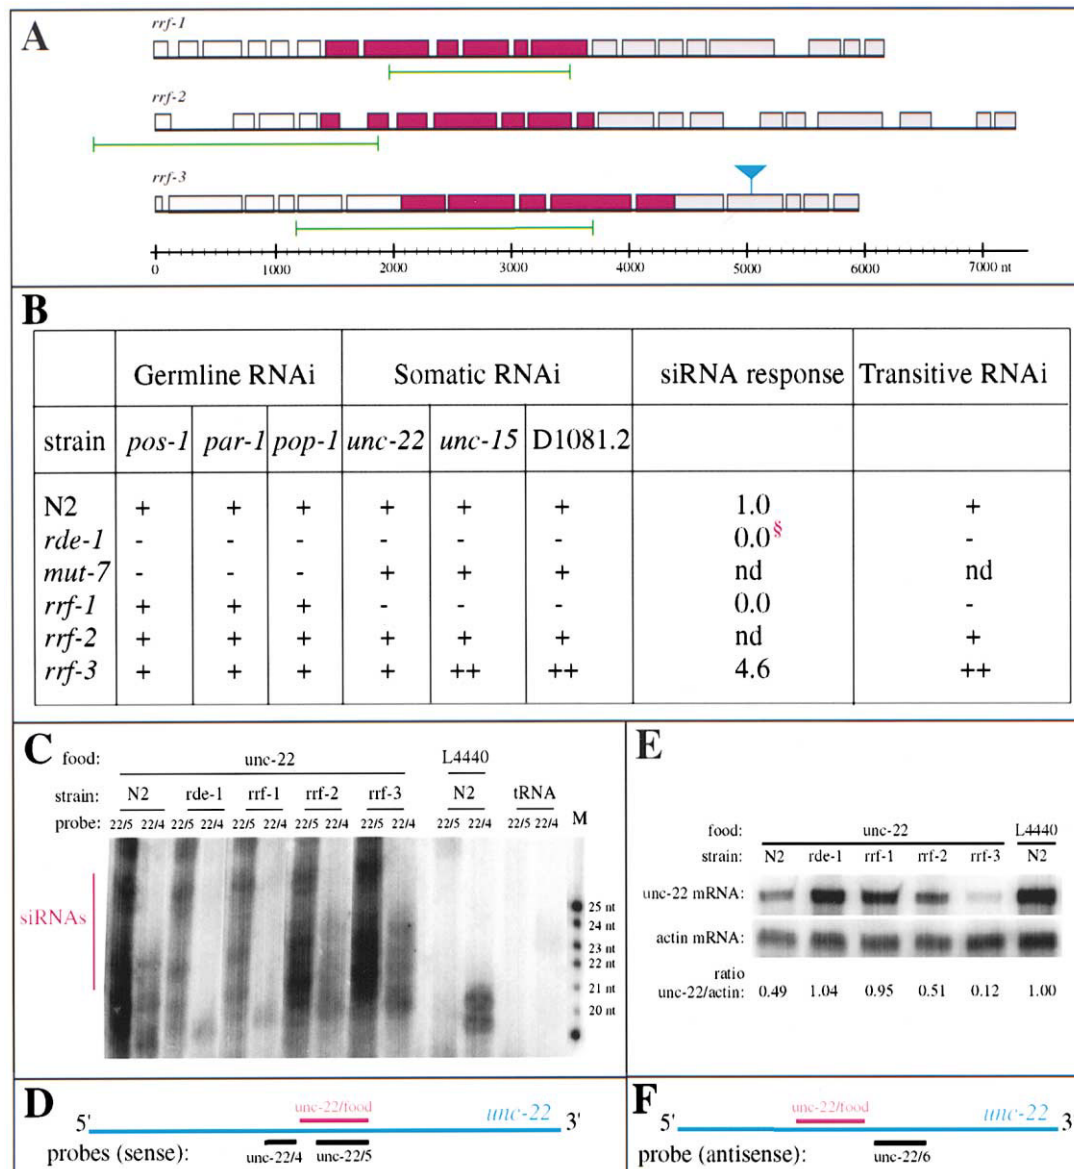 A
rrf-1
rrf-2
rrf-3
0 1000 2000 3000 4000 5000 6000 7000 nt
B
Germline RNAi Somatic RNAi siRNA response Transitive RNAi
strain pos-1 par-1 pop-1 unc-22 unc-15 D1081.2
N2 + + + + + + 1.0 +
rde-1 - - - - - - 0.0§ -
mut-7 - - - + + + nd nd
rrf-1 + + + - - - 0.0 -
rrf-2 + + + + + + nd +
rrf-3 + + + + ++ ++ 4.6 ++
C
food: unc-22 L4440
strain: N2 rde-1 rrf-1 rrf-2 rrf-3 N2 tRNA
probe: 22/5 22/4 22/5 22/4 22/5 22/4 22/5 22/4 22/5 22/4 22/5 22/4 22/5 22/4 M
siRNAs
25 nt
24 nt
23 nt
22 nt
21 nt
20 nt
E
food: unc-22 L4440
strain: N2 rde-1 rrf-1 rrf-2 rrf-3 N2
unc-22 mRNA:
actin mRNA:
ratio
unc-22/actin: 0.49 1.04 0.95 0.51 0.12 1.00
D
unc-22/food
5' unc-22 3'
probes (sense): unc-22/4 unc-22/5
F
unc-22/food
5' unc-22 3'
probe (antisense): unc-22/6